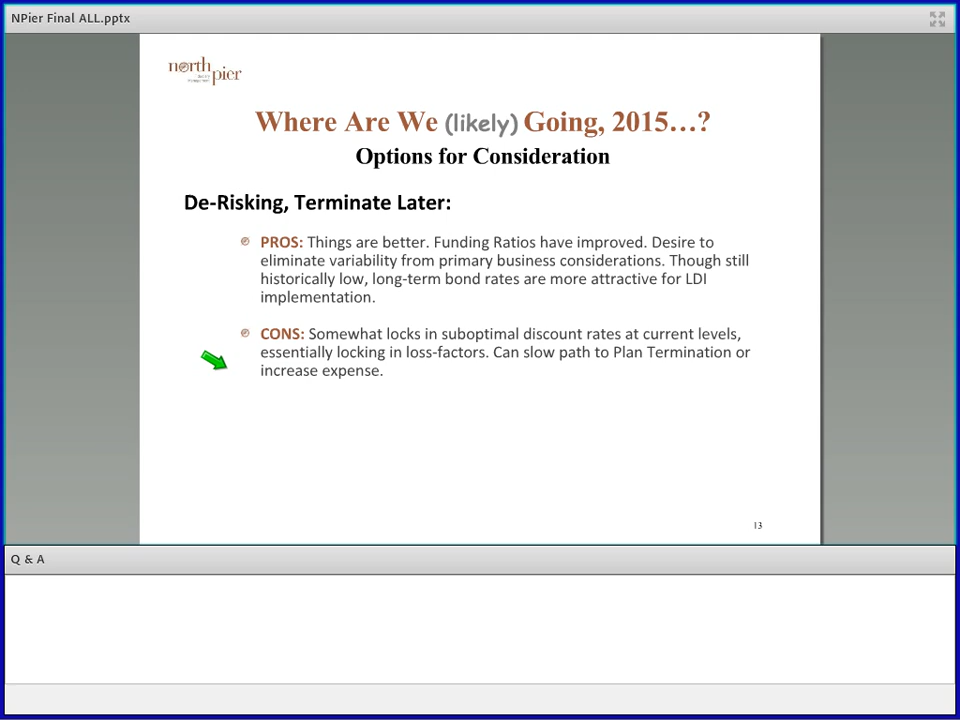 NPier Final ALL.pptx
north
pier
Where Are We (likely) Going, 2015…?
Options for Consideration
De-Risking, Terminate Later:
PROS: Things are better. Funding Ratios have improved. Desire to
eliminate variability from primary business considerations. Though still
historically low, long-term bond rates are more attractive for LDI
implementation.
CONS: Somewhat locks in suboptimal discount rates at current levels,
essentially locking in loss-factors. Can slow path to Plan Termination or
increase expense.
13
Q & A